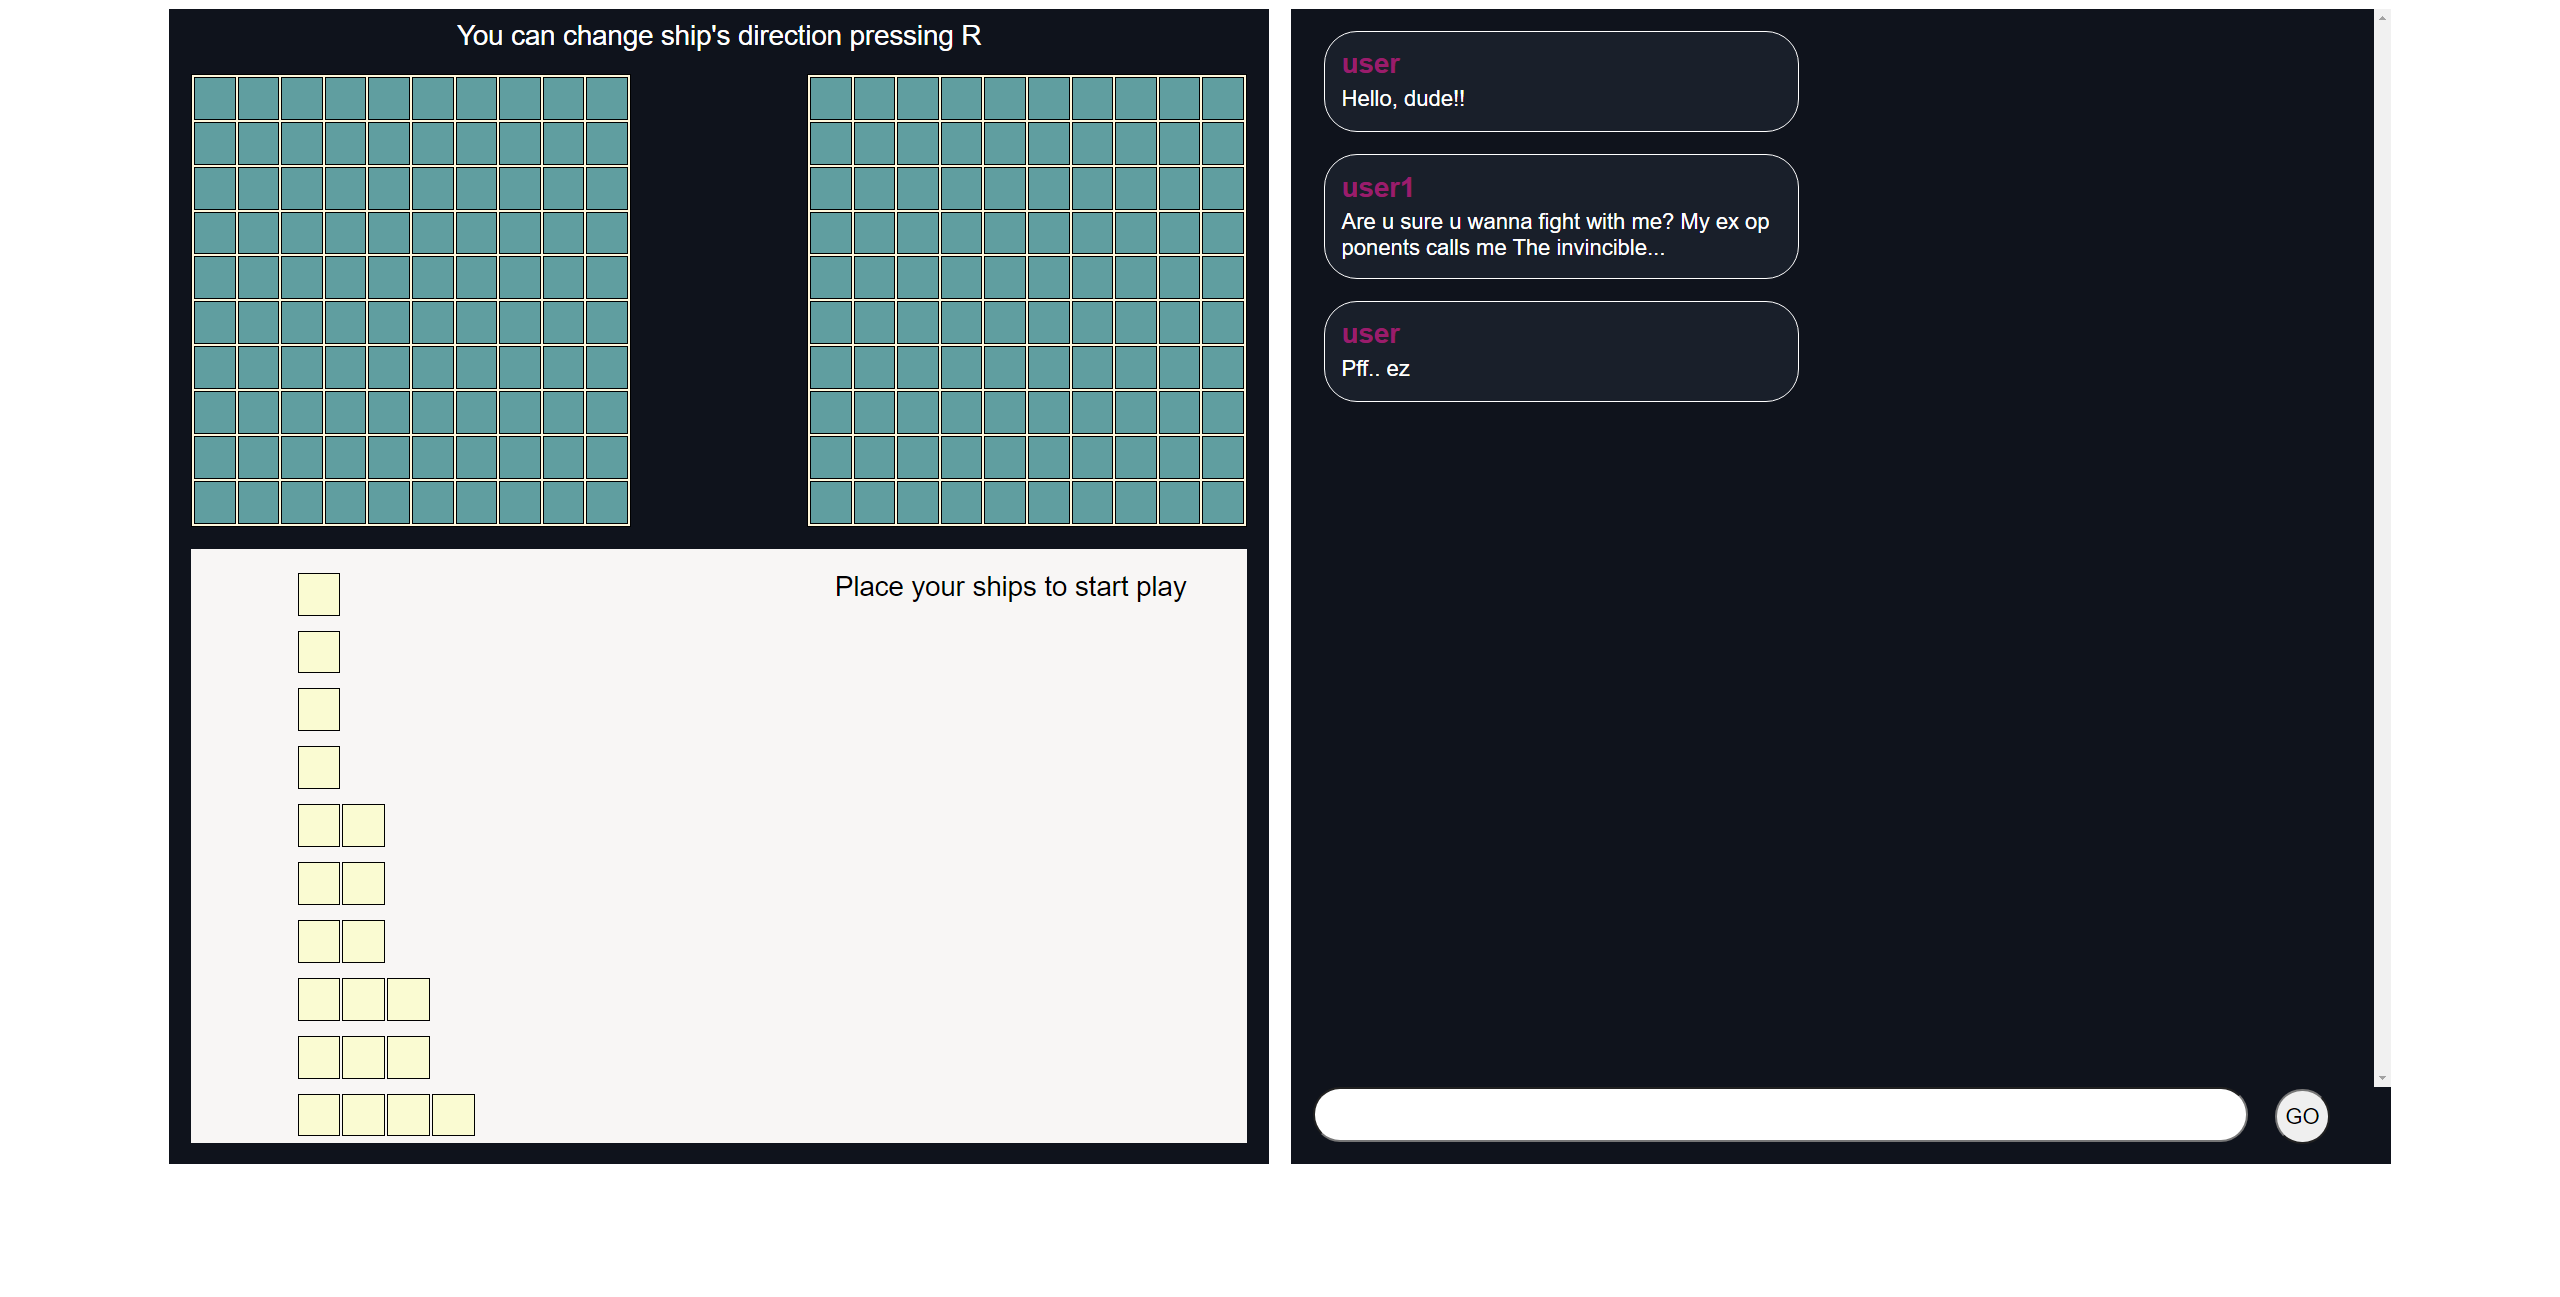 You can change ship's direction pressing R
Place your ships to start play
user
Hello, dude!!
user1
Are u sure u wanna fight with me? My ex op
ponents calls me The invincible...
user
Pff.. ez
GO